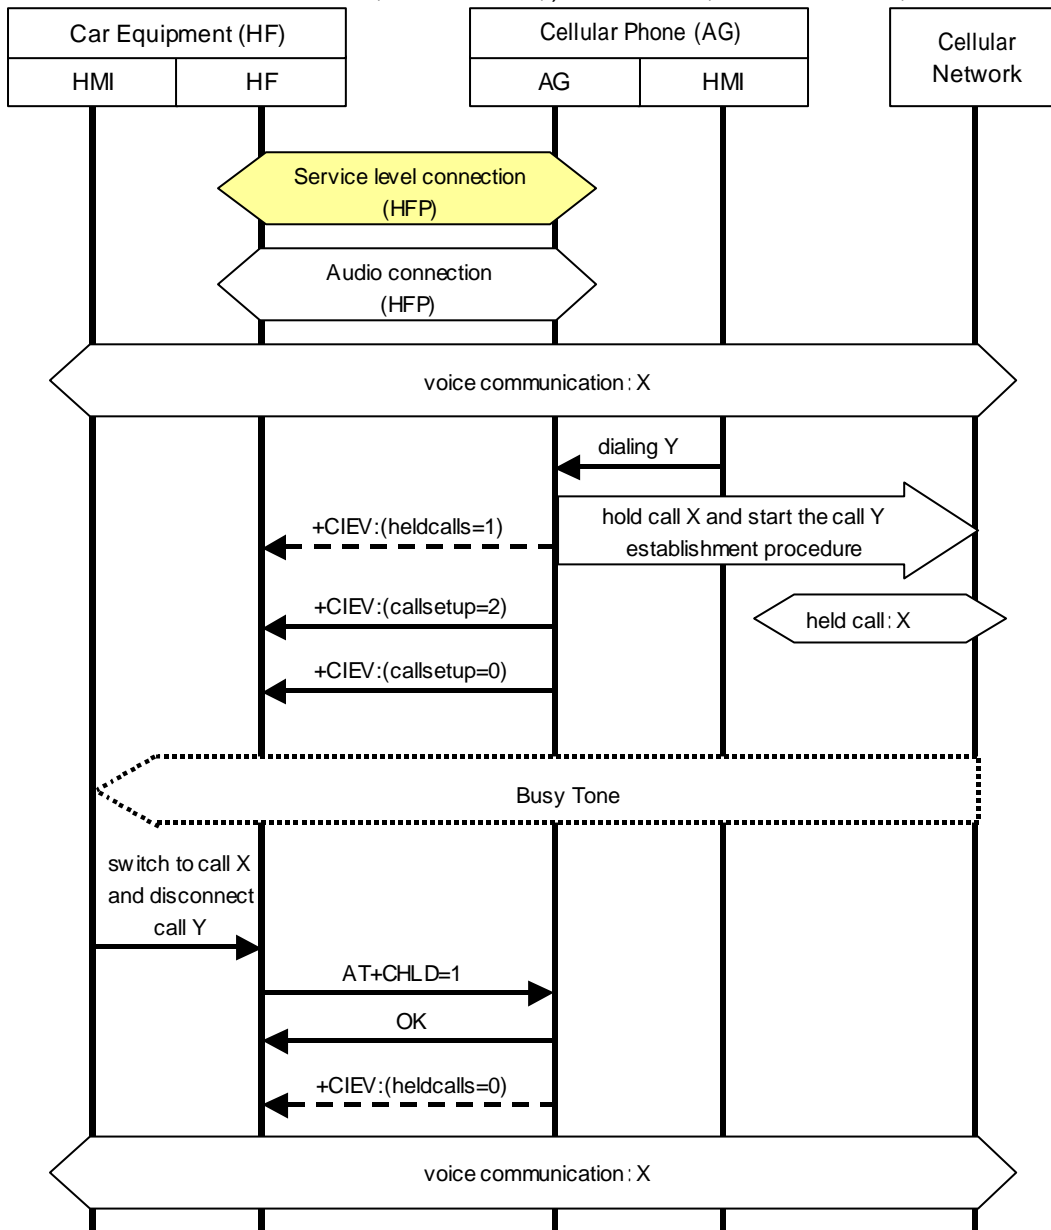 Car Equipment (HF)
Cellular Phone (AG)
Cellular
Network
HMI
HF
AG
HMI
Service level connection
(HFP)
Audio connection
(HFP)
voice communication: X
dialing Y
hold call X and start the call Y
establishment procedure
+CIEV:(heldcalls=1)
+CIEV:(callsetup=2)
held call: X
+CIEV:(callsetup=0)
Busy Tone
switch to call X
and disconnect
call Y
AT+CHLD=1
OK
+CIEV:(heldcalls=0)
voice communication: X